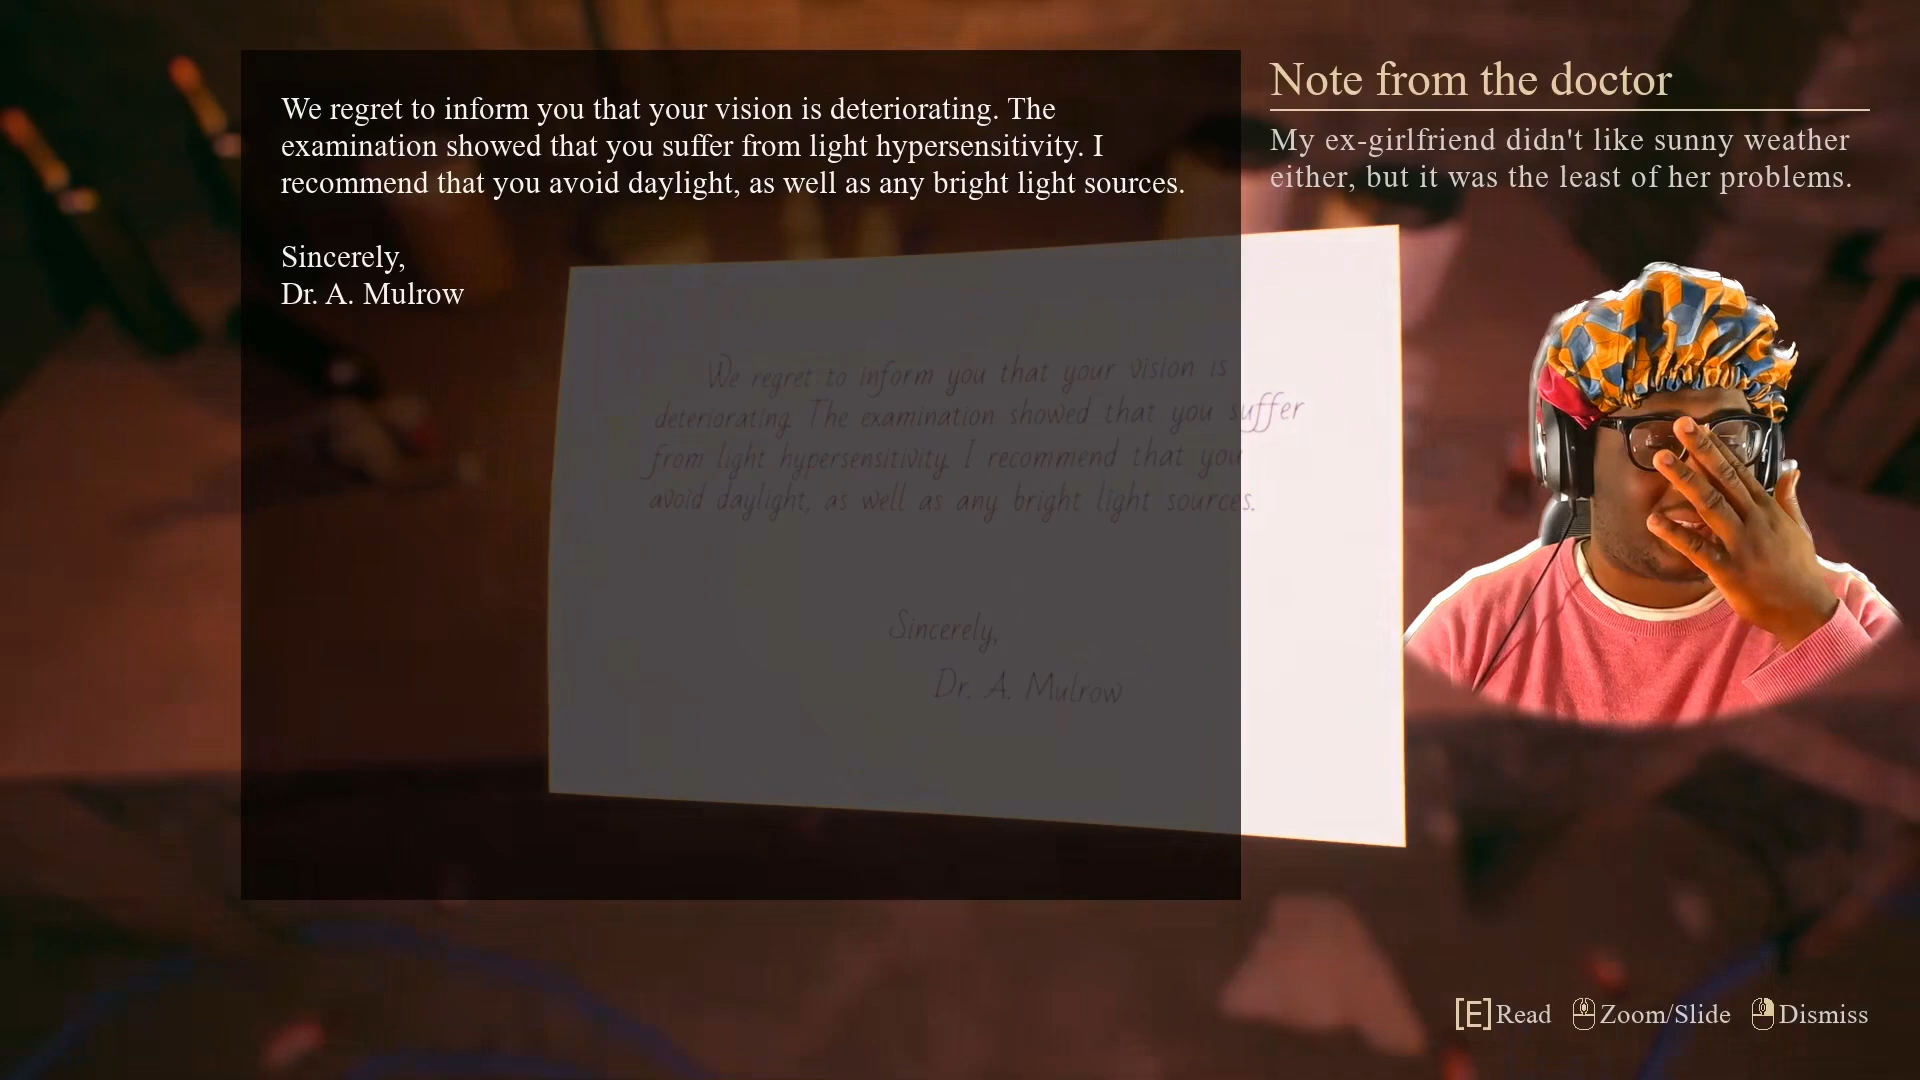 We regret to inform you that your vision is deteriorating. The
examination showed that you suffer from light hypersensitivity. I
recommend that you avoid daylight, as well as any bright light sources.
Sincerely,
Dr. A. Mulrow
Note from the doctor
My ex-girlfriend didn't like sunny weather
either, but it was the least of her problems.
We regret to inform you that your vision is
deteriorating. The examination showed that you suffer
from light hypersensitivity. I recommend that you
avoid daylight, as well as any bright light sources.
Sincerely,
Dr. A. Mulrow
[E] Read Zoom/Slide Dismiss